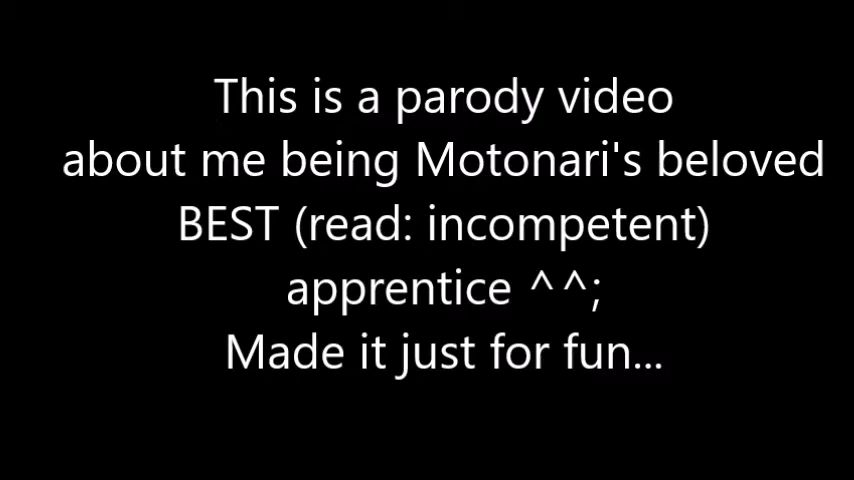 This is a parody video
about me being Motonari's beloved
BEST (read: incompetent)
apprentice ^^;
Made it just for fun...